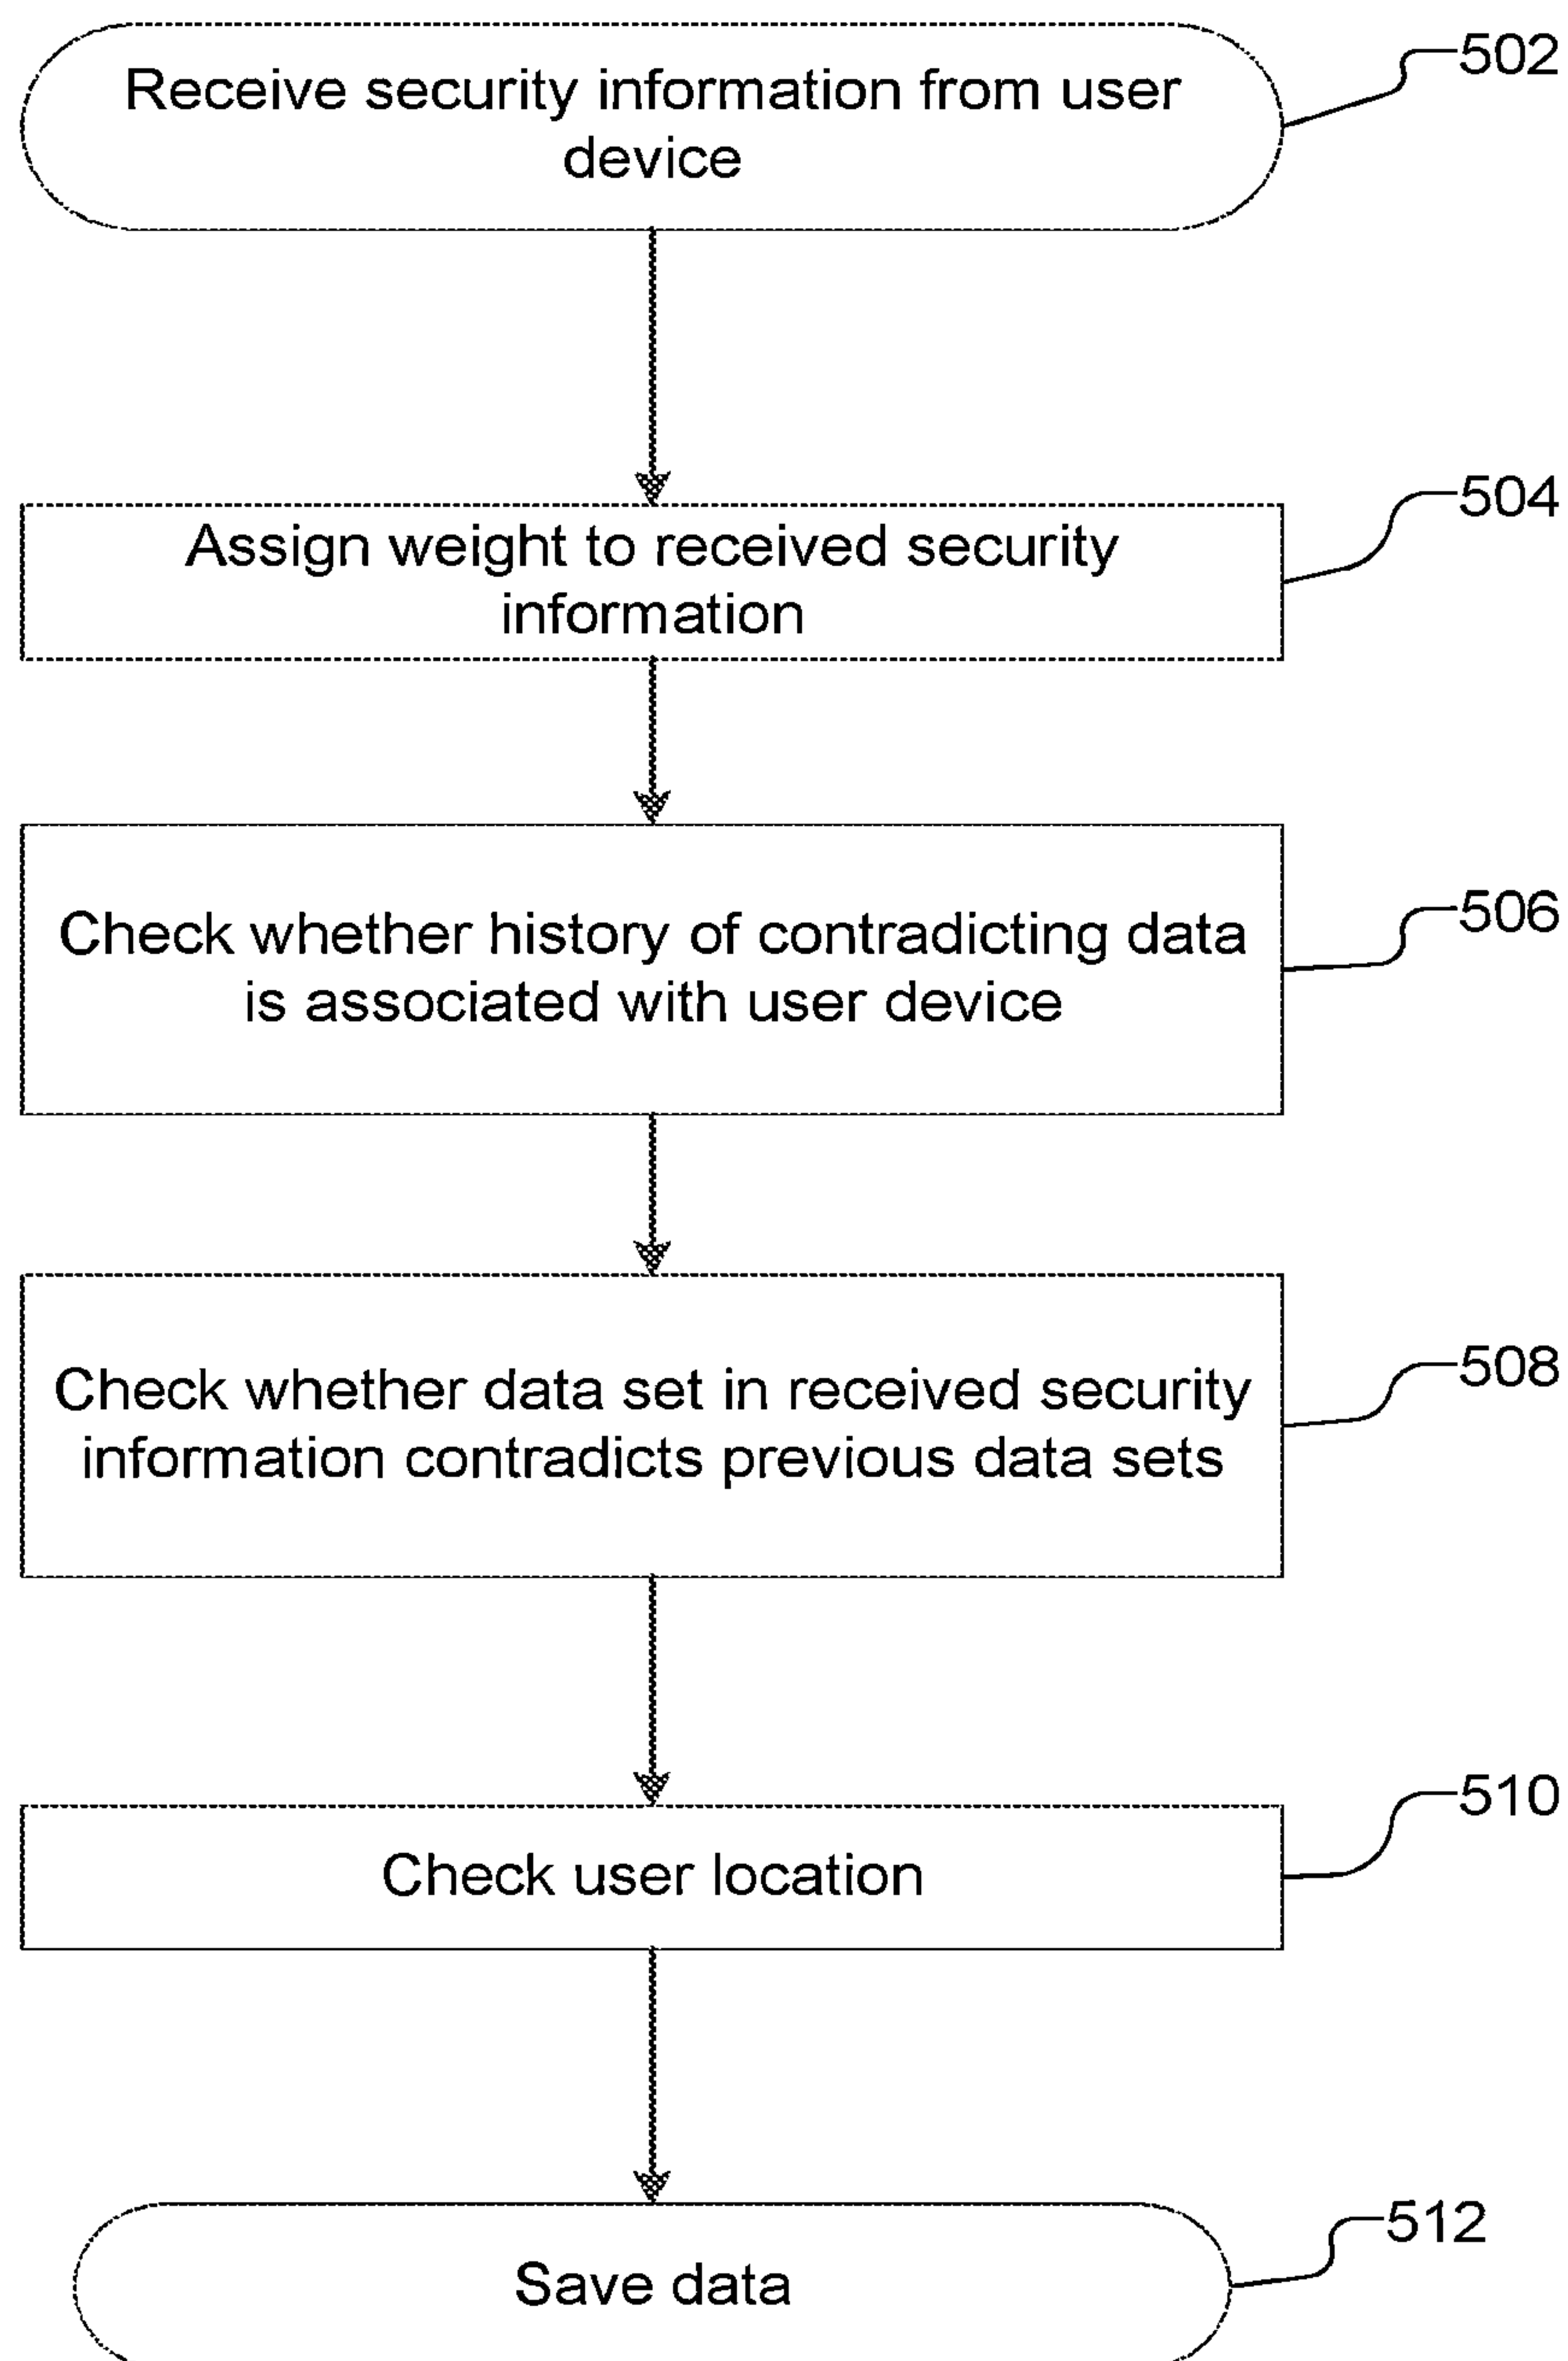 Receive security information from user
device
502
Assign weight to received security
information
504
Check whether history of contradicting data
is associated with user device
506
Check whether data set in received security
information contradicts previous data sets
508
Check user location
510
Save data
512